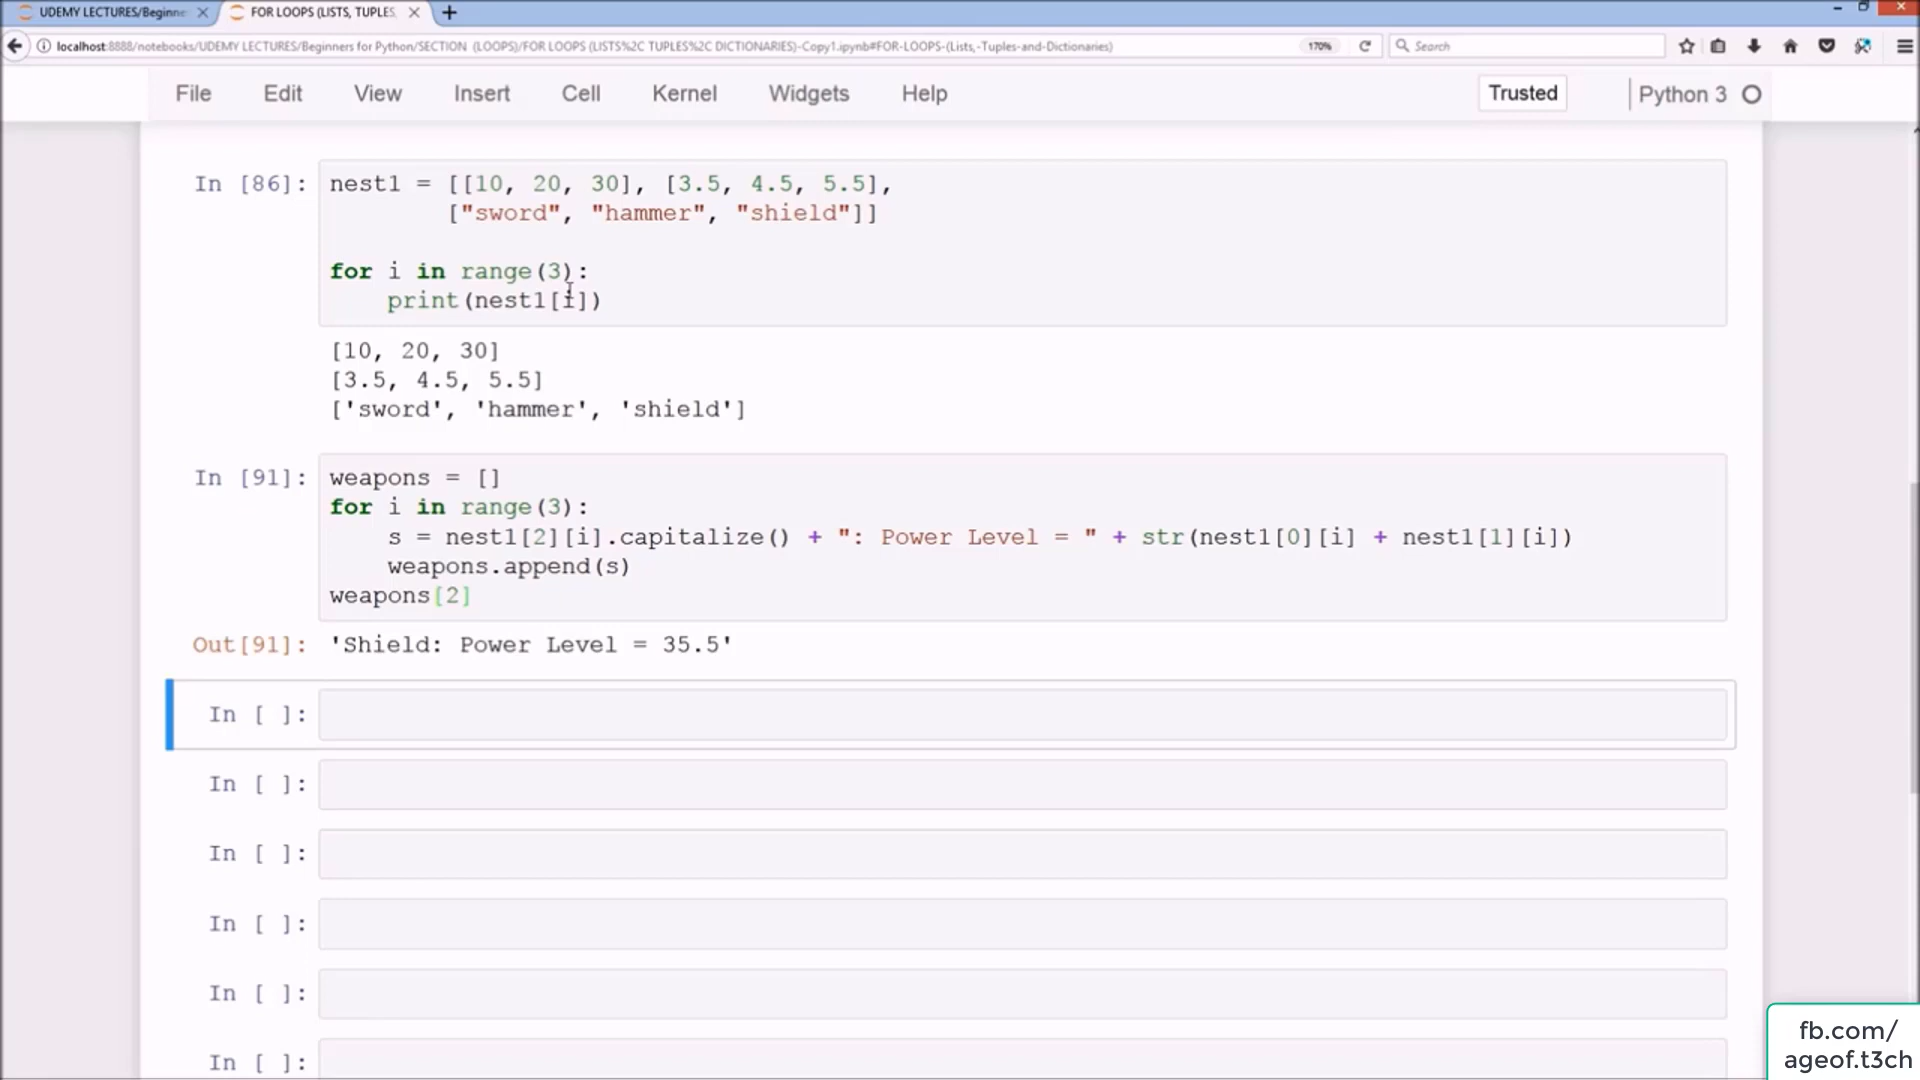 UDEMY LECTURES/Beginne
FOR LOOPS (LISTS, TUPLES,
localhost:8888/notebooks/UDEMY LECTURES/Beginners for Python/SECTION (LOOPS)/FOR LOOPS (LISTS%2C TUPLES%2C DICTIONARIES)-Copy1.ipynb#FOR-LOOPS-(Lists,-Tuples-and-Dictionaries)
170%
Search
File Edit View Insert Cell Kernel Widgets Help
Trusted
Python 3
In [86]: nest1 = [[10, 20, 30], [3.5, 4.5, 5.5],
["sword", "hammer", "shield"]]
for i in range(3):
print(nest1[i])
[10, 20, 30]
[3.5, 4.5, 5.5]
['sword', 'hammer', 'shield']
In [91]: weapons = []
for i in range(3):
s = nest1[2][i].capitalize() + ": Power Level = " + str(nest1[0][i] + nest1[1][i])
weapons.append(s)
weapons[2]
Out[91]: 'Shield: Power Level = 35.5'
In [ ]:
In [ ]:
In [ ]:
In [ ]:
In [ ]:
In [ ]:
fb.com/
ageof.t3ch